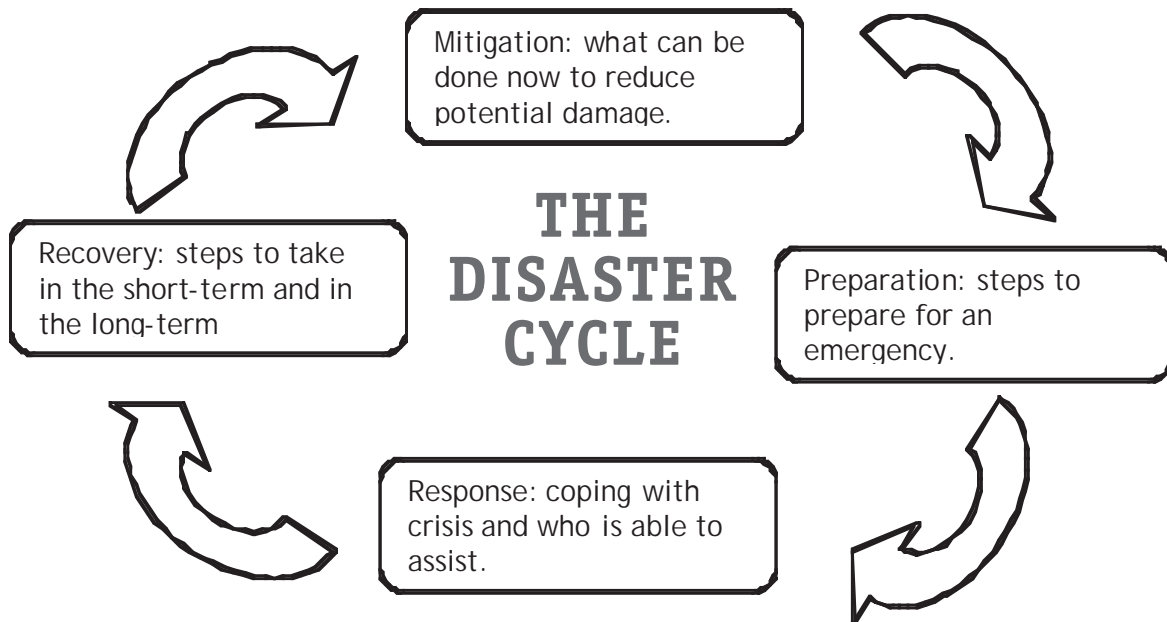 Mitigation: what can be
done now to reduce
potential damage.
THE
DISASTER
CYCLE
Recovery: steps to take
in the short-term and in
the long-term
Preparation: steps to
prepare for an
emergency.
Response: coping with
crisis and who is able to
assist.